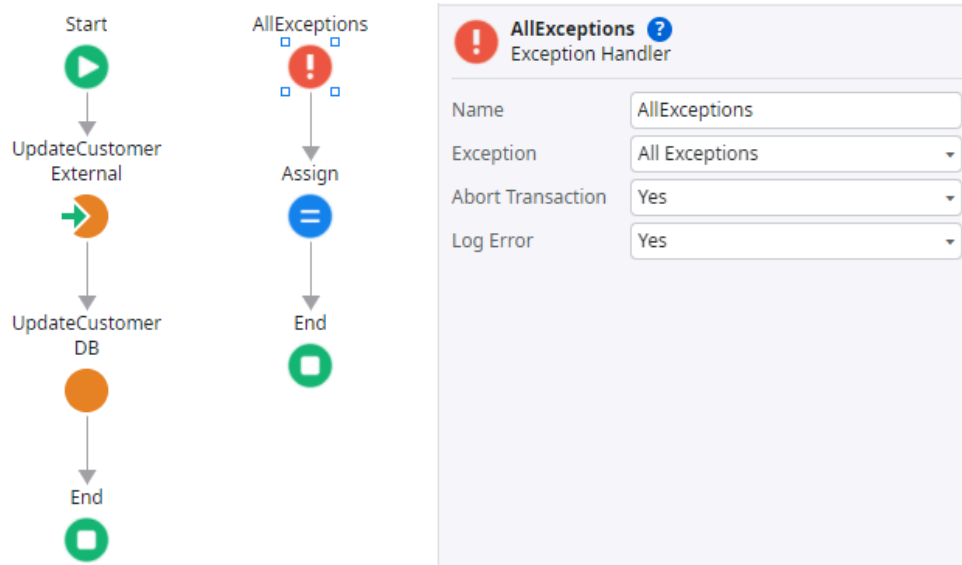 Start
UpdateCustomer
External
UpdateCustomer
DB
End
AllExceptions
Assign
End
AllExceptions ?
Exception Handler
Name AllExceptions
Exception All Exceptions
Abort Transaction Yes
Log Error Yes